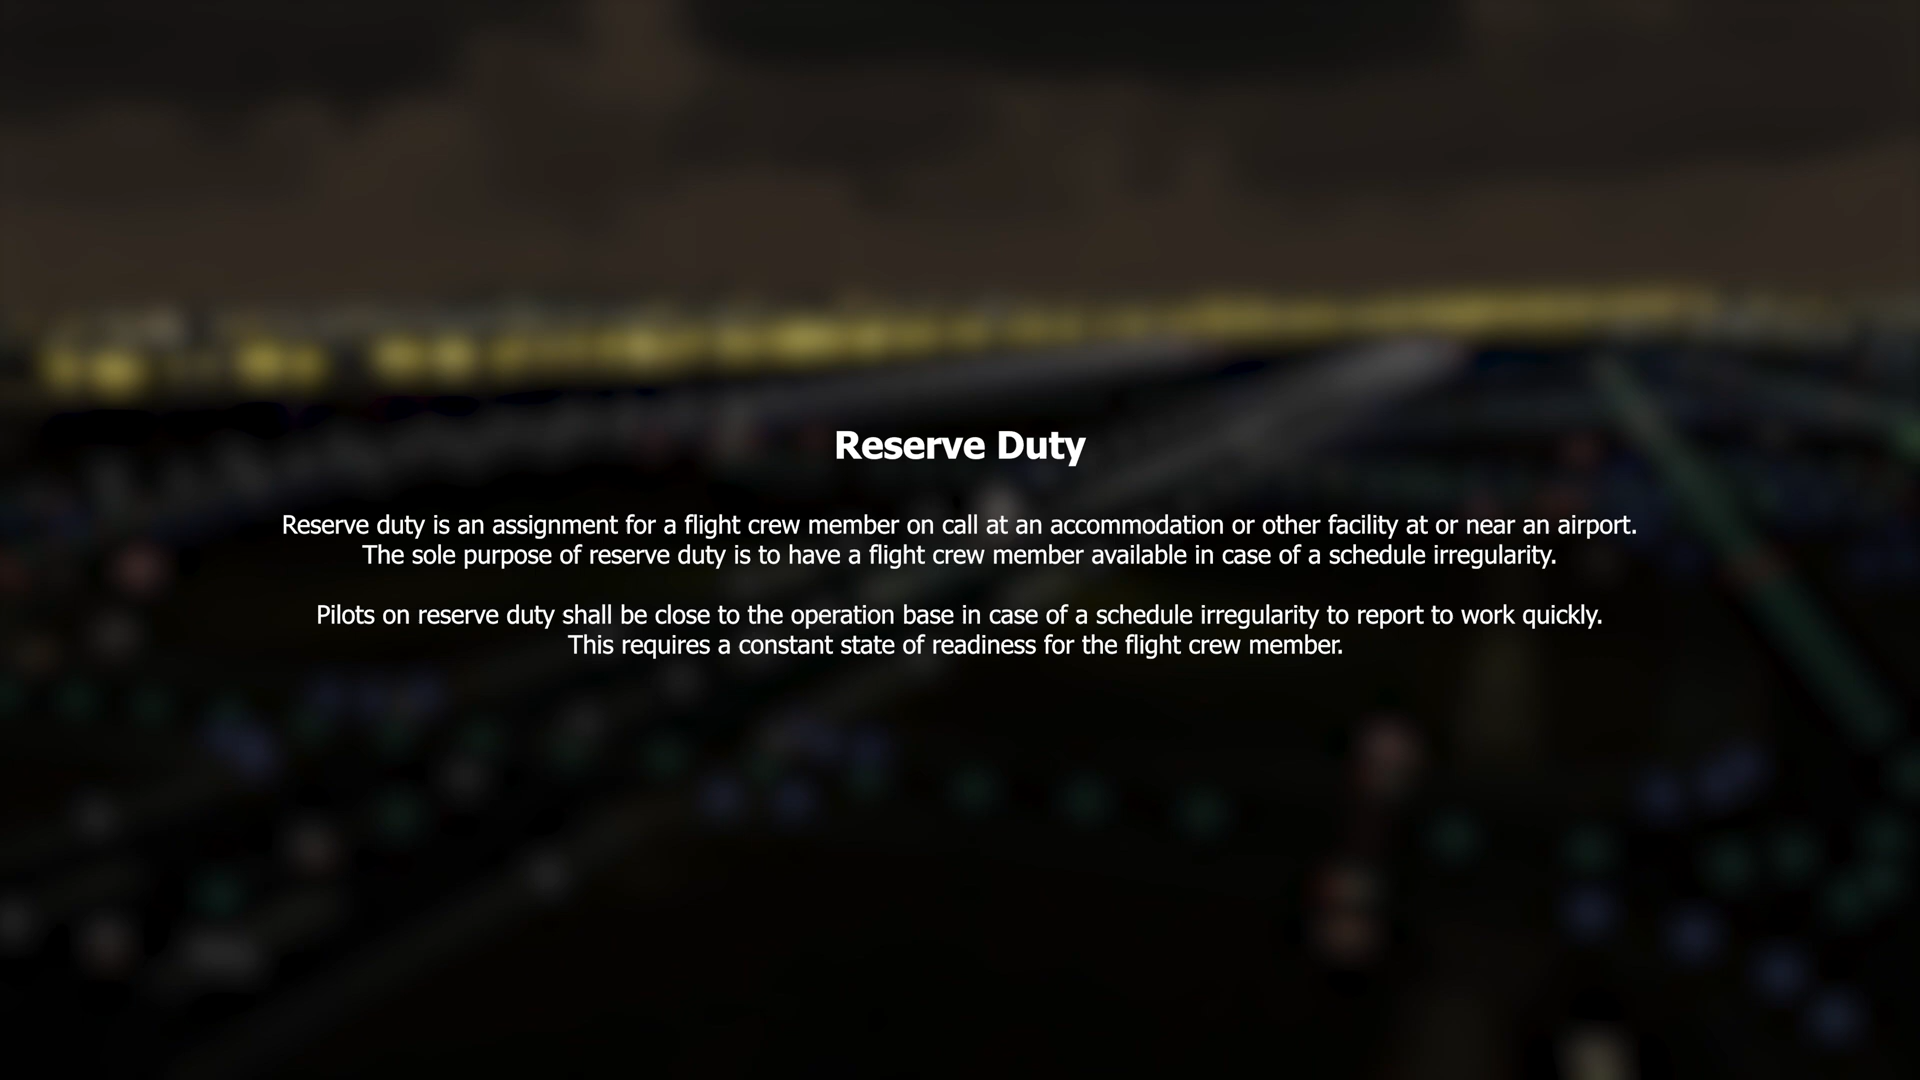 Reserve Duty
Reserve duty is an assignment for a flight crew member on call at an accommodation or other facility at or near an airport.
The sole purpose of reserve duty is to have a flight crew member available in case of a schedule irregularity.
Pilots on reserve duty shall be close to the operation base in case of a schedule irregularity to report to work quickly.
This requires a constant state of readiness for the flight crew member.